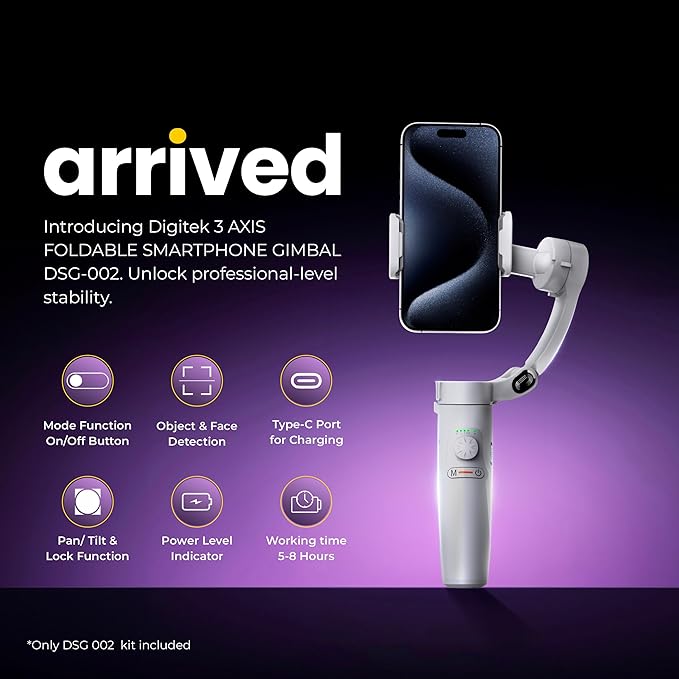 arrived
Introducing Digitek 3 AXIS
FOLDABLE SMARTPHONE GIMBAL
DSG-002. Unlock professional-level
stability.
Mode Function
On/Off Button
Object & Face
Detection
Type-C Port
for Charging
Pan/ Tilt &
Lock Function
Power Level
Indicator
Working time
5-8 Hours
M
*Only DSG 002 kit included